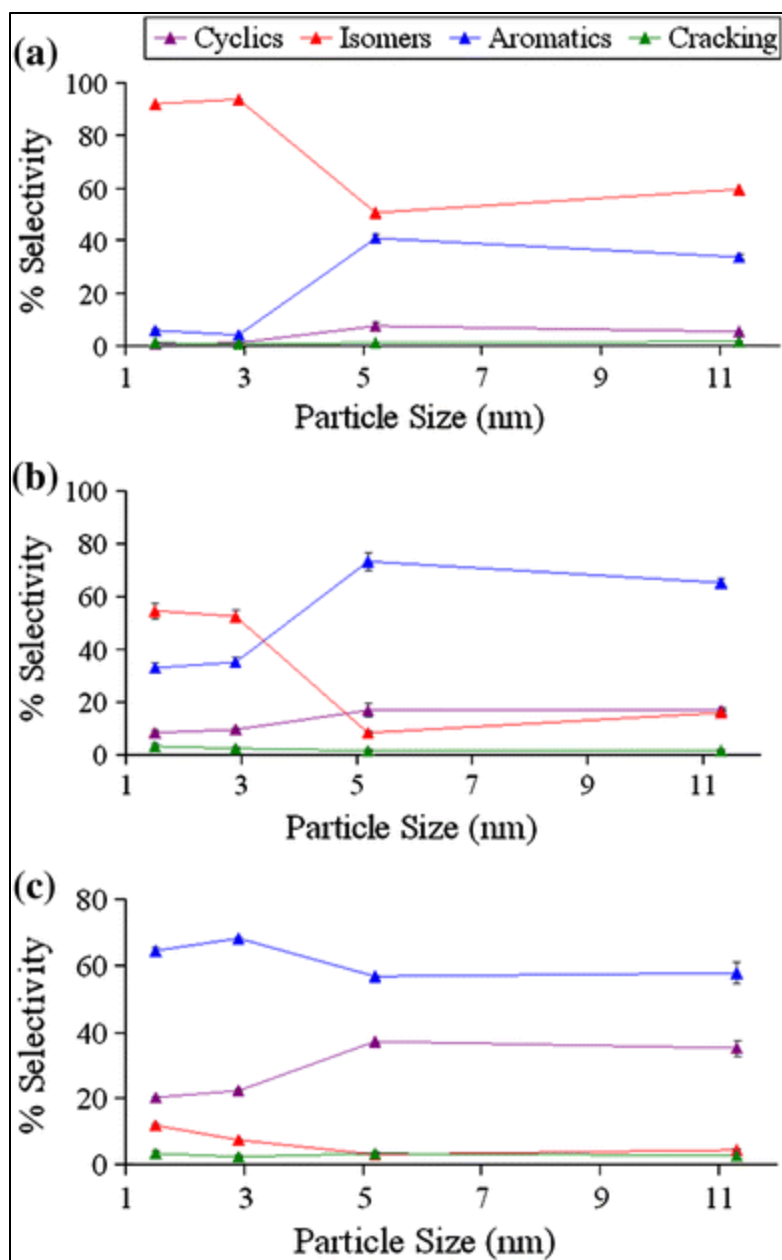 (a)
Cyclics Isomers Aromatics Cracking
% Selectivity
100
80
60
40
20
0
1 3 5 7 9 11
Particle Size (nm)
(b)
% Selectivity
100
80
60
40
20
0
1 3 5 7 9 11
Particle Size (nm)
(c)
% Selectivity
80
60
40
20
0
1 3 5 7 9 11
Particle Size (nm)